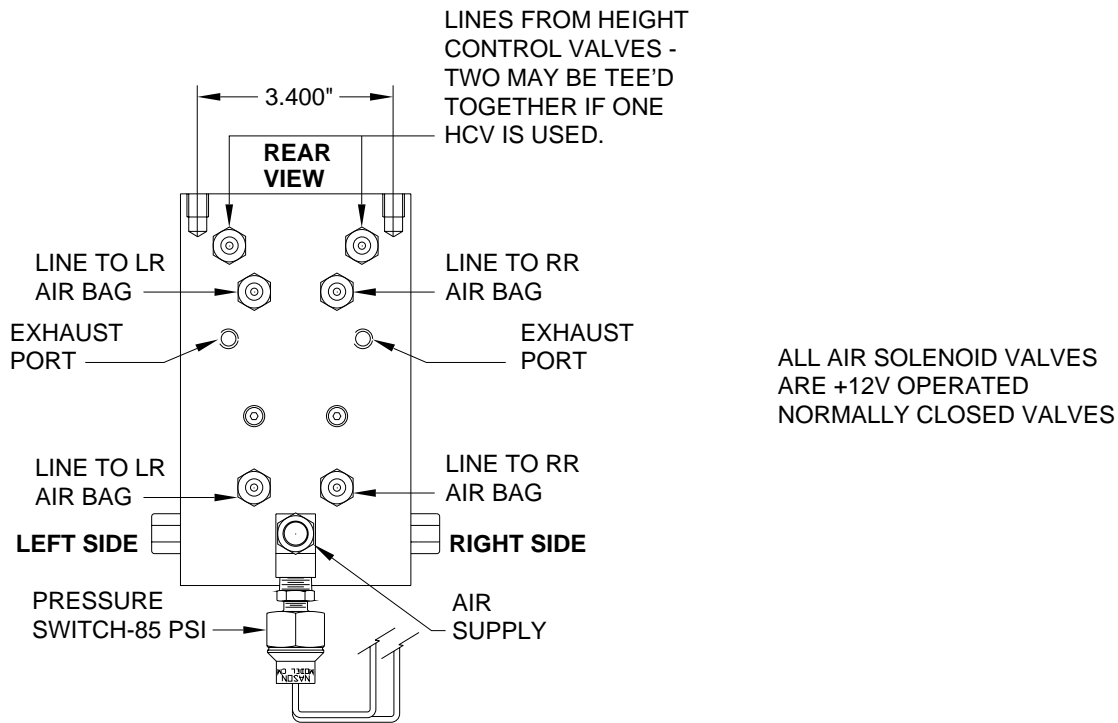 LINES FROM HEIGHT
CONTROL VALVES -
TWO MAY BE TEE'D
TOGETHER IF ONE
HCV IS USED.
3.400"
REAR
VIEW
LINE TO LR
AIR BAG
LINE TO RR
AIR BAG
EXHAUST
PORT
EXHAUST
PORT
ALL AIR SOLENOID VALVES
ARE +12V OPERATED
NORMALLY CLOSED VALVES
LINE TO LR
AIR BAG
LINE TO RR
AIR BAG
LEFT SIDE
RIGHT SIDE
PRESSURE
SWITCH-85 PSI
AIR
SUPPLY
NASON
MODEL CM